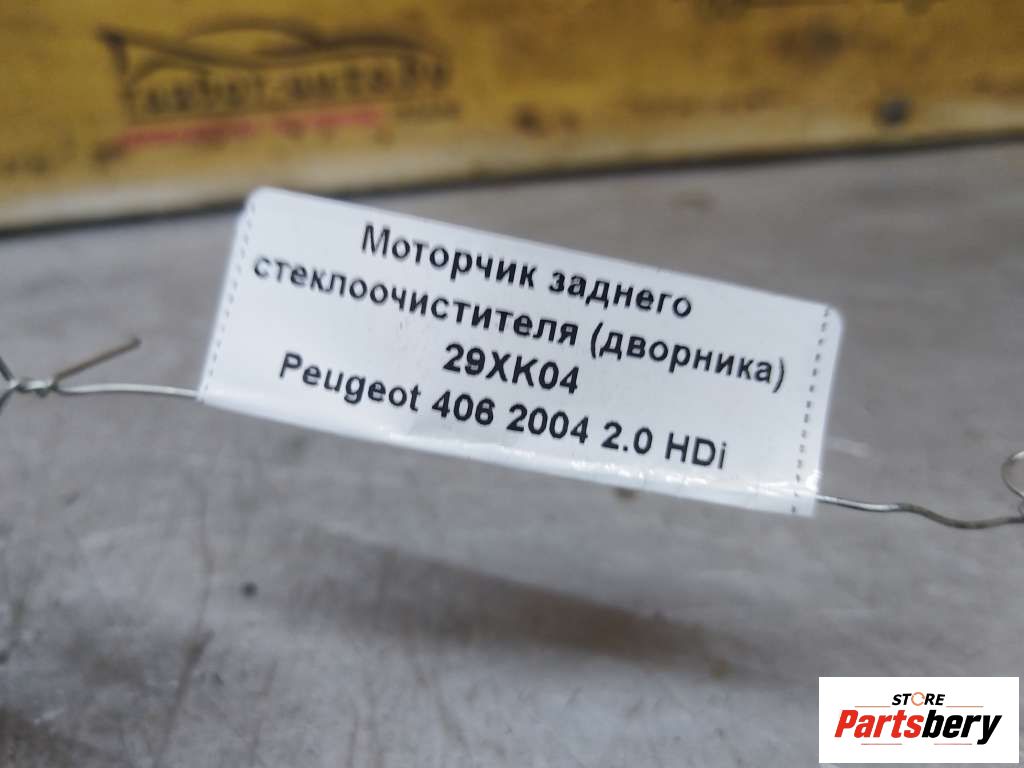 Моторчик заднего
стеклоочистителя (дворника)
29XK04
Peugeot 406 2004 2.0 HDi
STORE
Partsbery